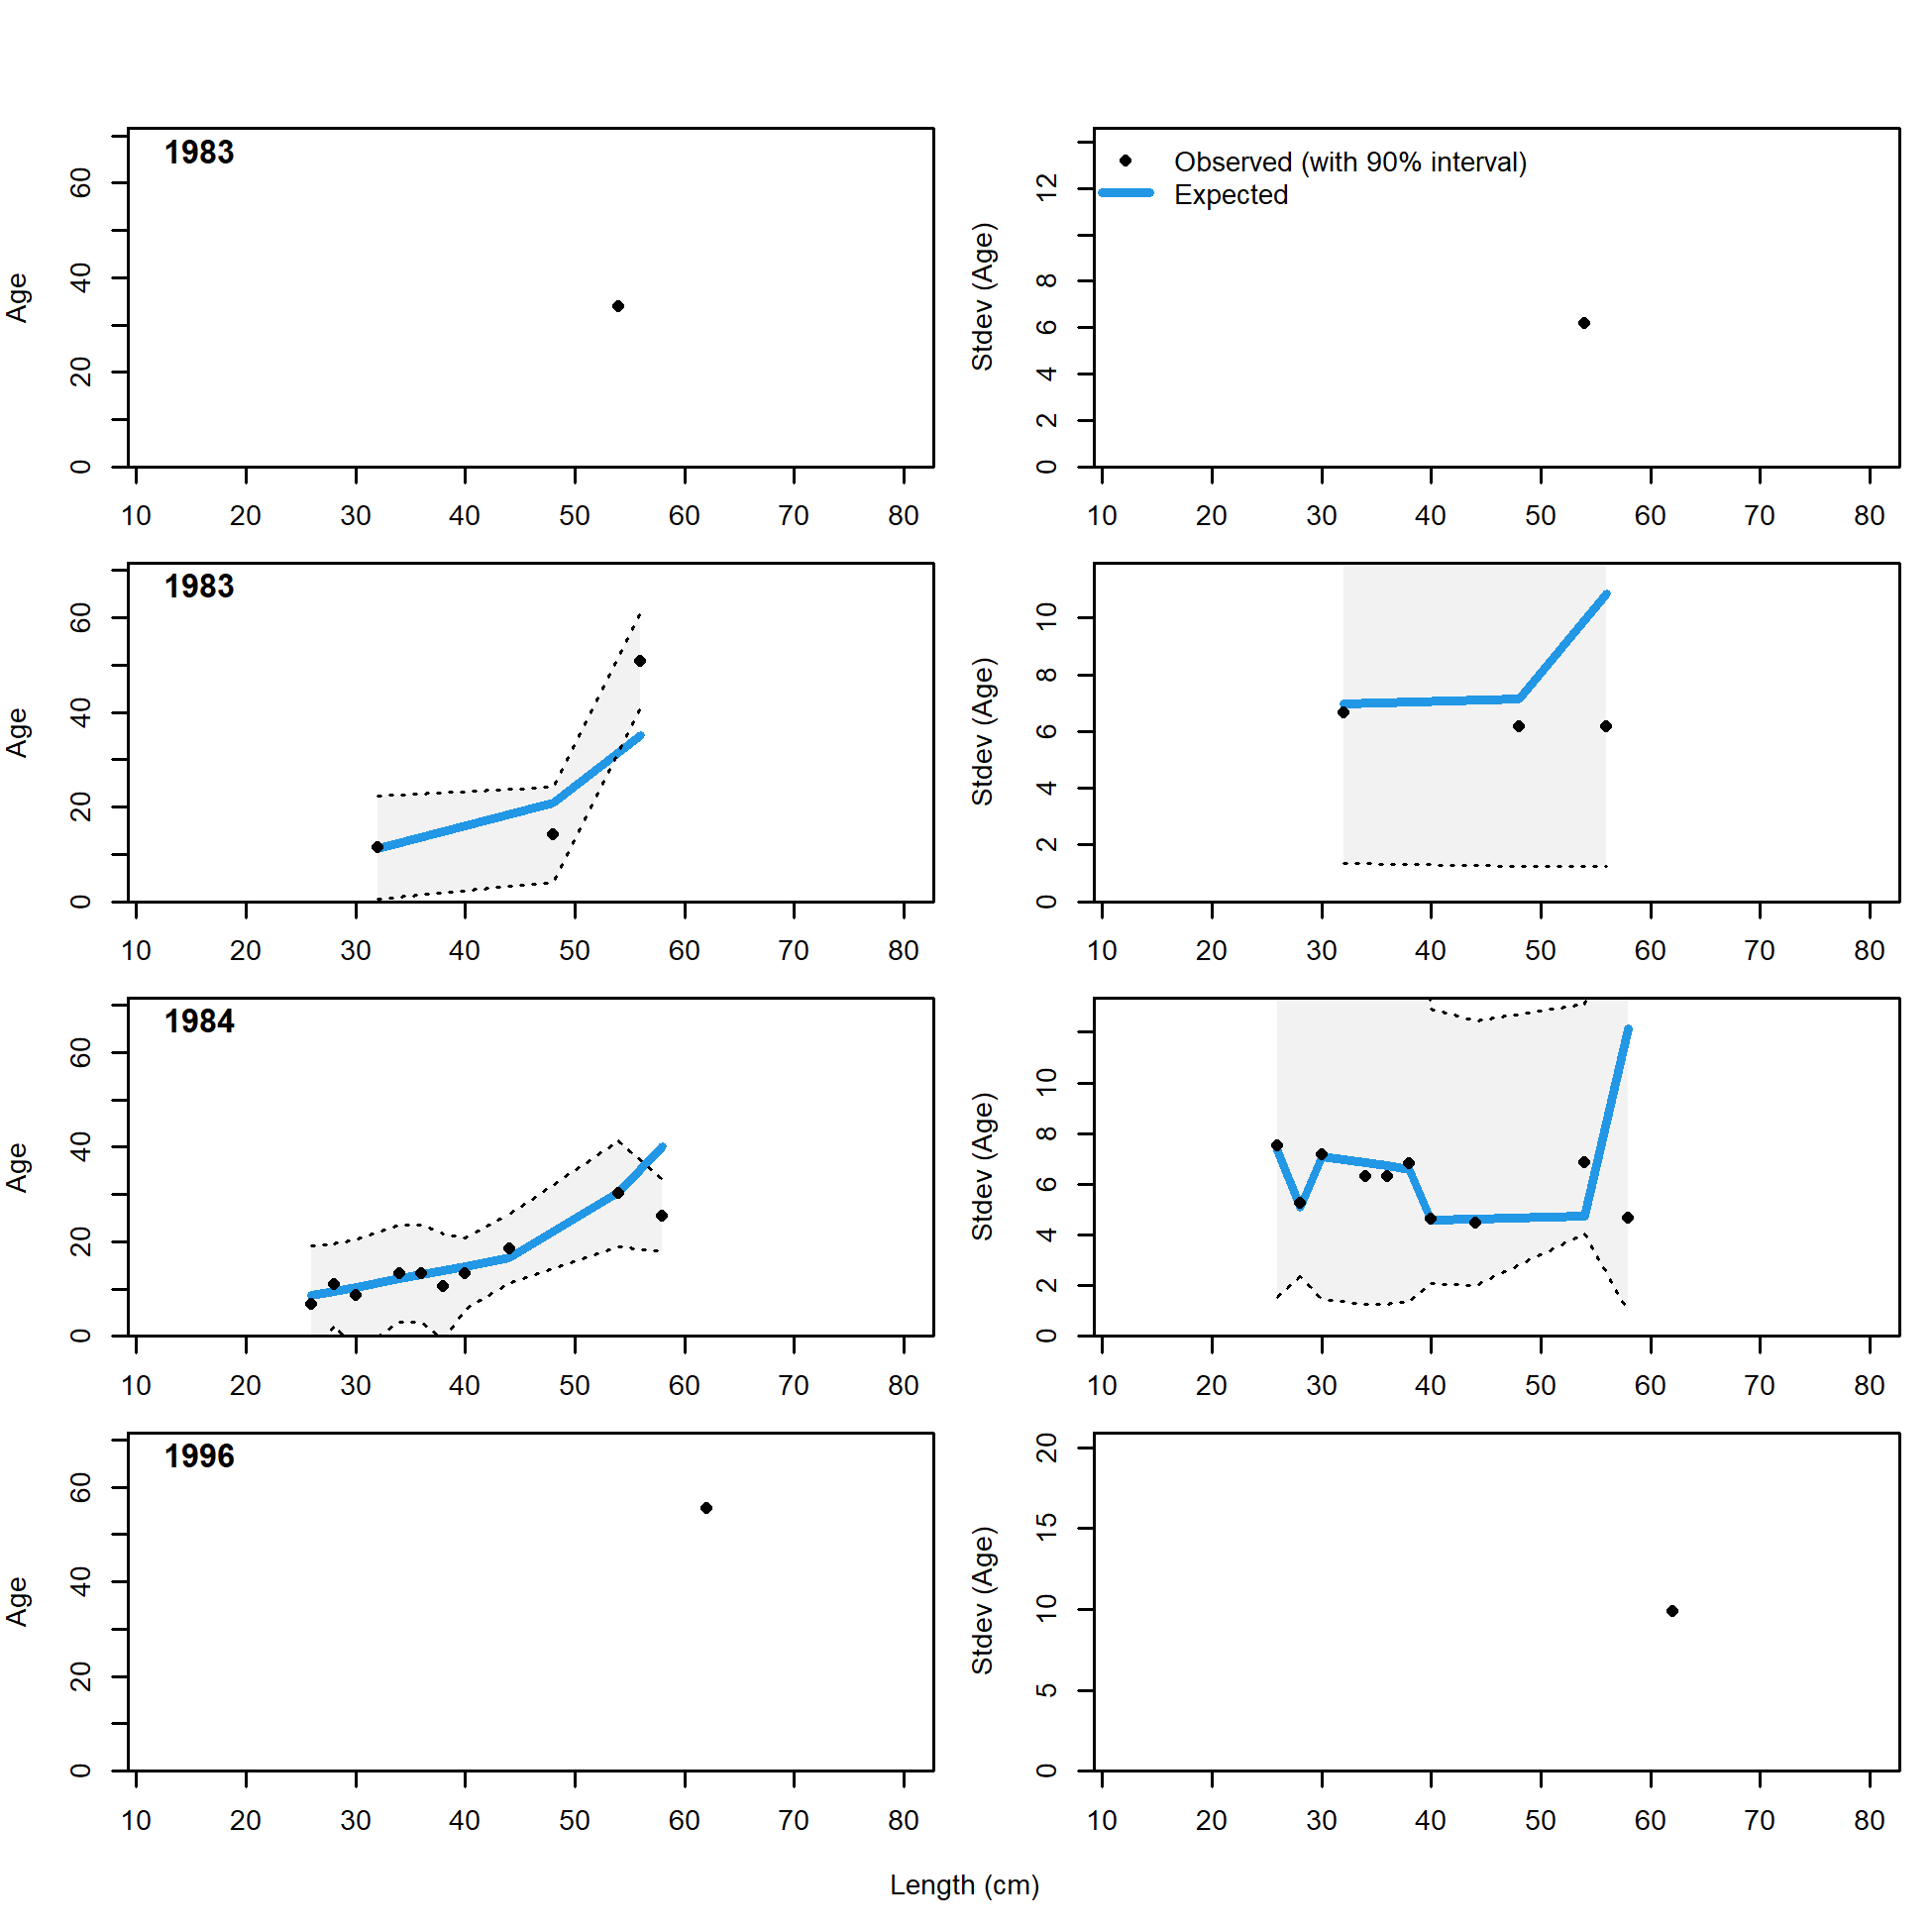 1983
Age
0 20 40 60
10 20 30 40 50 60 70 80
Observed (with 90% interval)
Expected
Stdev (Age)
0 2 4 6 8 12
10 20 30 40 50 60 70 80
1983
Age
0 20 40 60
10 20 30 40 50 60 70 80
Stdev (Age)
0 2 4 6 8 10
10 20 30 40 50 60 70 80
1984
Age
0 20 40 60
10 20 30 40 50 60 70 80
Stdev (Age)
0 2 4 6 8 10
10 20 30 40 50 60 70 80
1996
Age
0 20 40 60
10 20 30 40 50 60 70 80
Stdev (Age)
0 5 10 15 20
10 20 30 40 50 60 70 80
Length (cm)